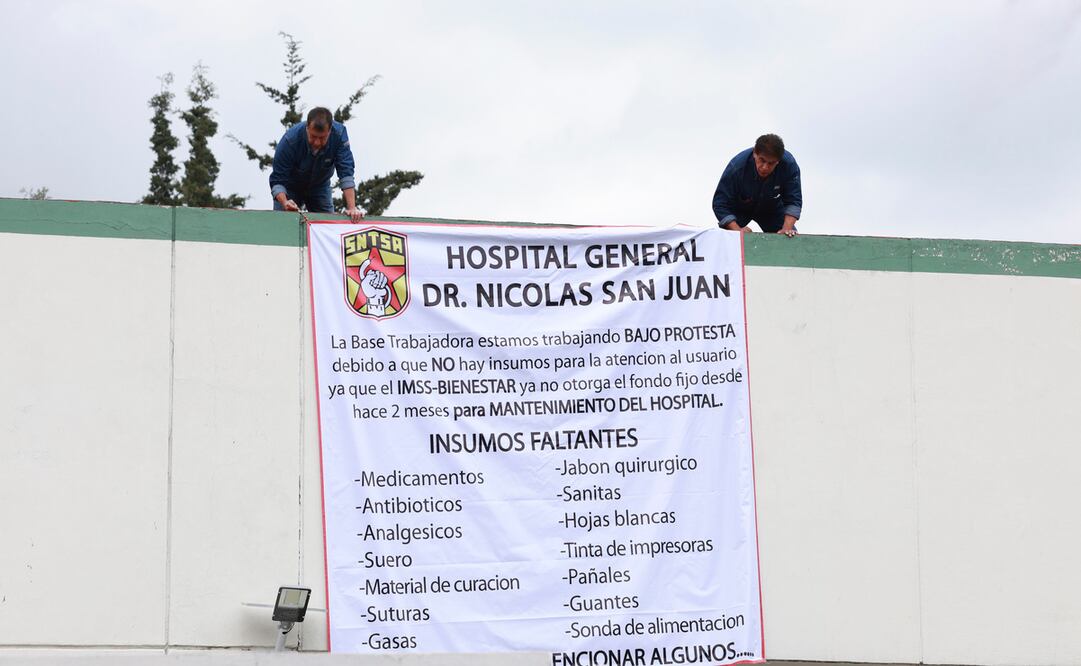 SNTSA
HOSPITAL GENERAL
DR. NICOLAS SAN JUAN
La Base Trabajadora estamos trabajando BAJO PROTESTA
debido a que NO hay insumos para la atencion al usuario
ya que el IMSS-BIENESTAR ya no otorga el fondo fijo desde
hace 2 meses para MANTENIMIENTO DEL HOSPITAL.
INSUMOS FALTANTES
-Medicamentos
-Antibioticos
-Analgesicos
-Suero
-Material de curacion
-Suturas
-Gasas
-Jabon quirurgico
-Sanitas
-Hojas blancas
-Tinta de impresoras
-Pañales
-Guantes
-Sonda de alimentacion
ENCIONAR ALGUNOS.....